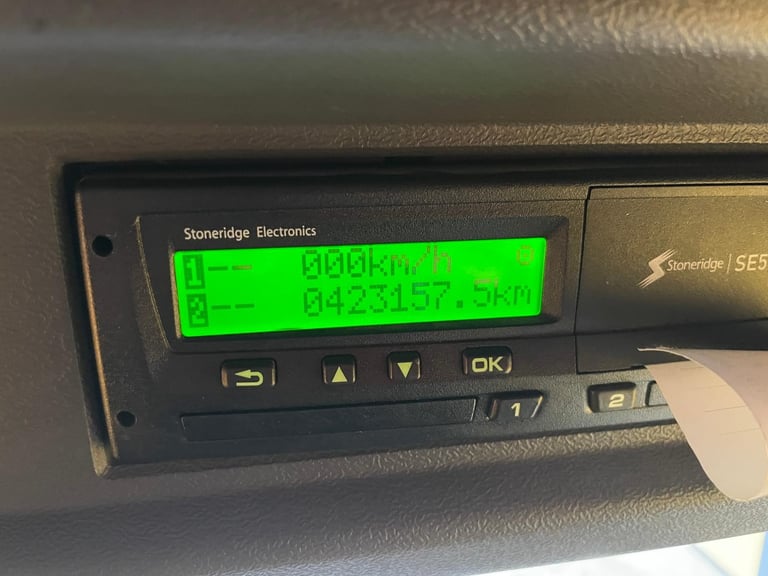 Stoneridge Electronics
1 -- 000km/h
2 -- 0423157.5km
Stoneridge | SE5
OK
1
2